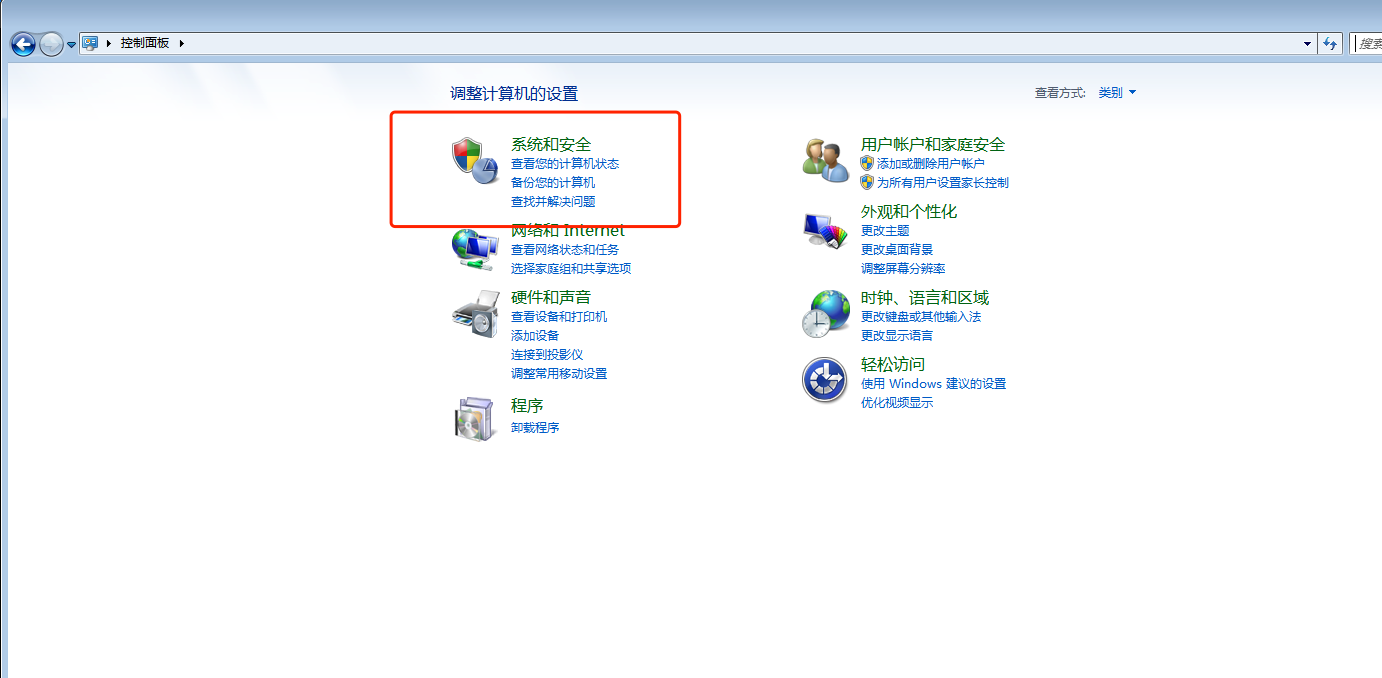 控制面板
搜索
调整计算机的设置
查看方式: 类别
系统和安全
查看您的计算机状态
备份您的计算机
查找并解决问题
网络和 Internet
查看网络状态和任务
选择家庭组和共享选项
硬件和声音
查看设备和打印机
添加设备
连接到投影仪
调整常用移动设置
程序
卸载程序
用户帐户和家庭安全
添加或删除用户帐户
为所有用户设置家长控制
外观和个性化
更改主题
更改桌面背景
调整屏幕分辨率
时钟、语言和区域
更改键盘或其他输入法
更改显示语言
轻松访问
使用 Windows 建议的设置
优化视频显示